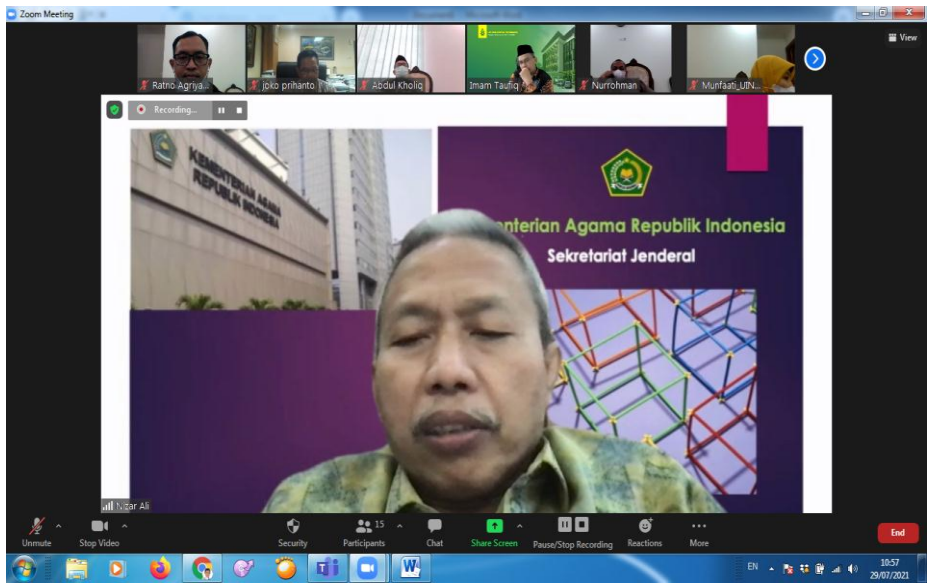 Zoom Meeting
View
Ratno Agriya...
joko prihanto
Abdul Kholiq
Imam Taufiq
Nurrohman
Munfaati_UIN...
Recording...
KEMENTERIAN AGAMA
REPUBLIK INDONESIA
enterian Agama Republik Indonesia
Sekretariat Jenderal
Nizar Ali
Unmute
Stop Video
Security
15
Participants
Chat
Share Screen
Pause/Stop Recording
Reactions
More
End
EN
10:57
29/07/2021